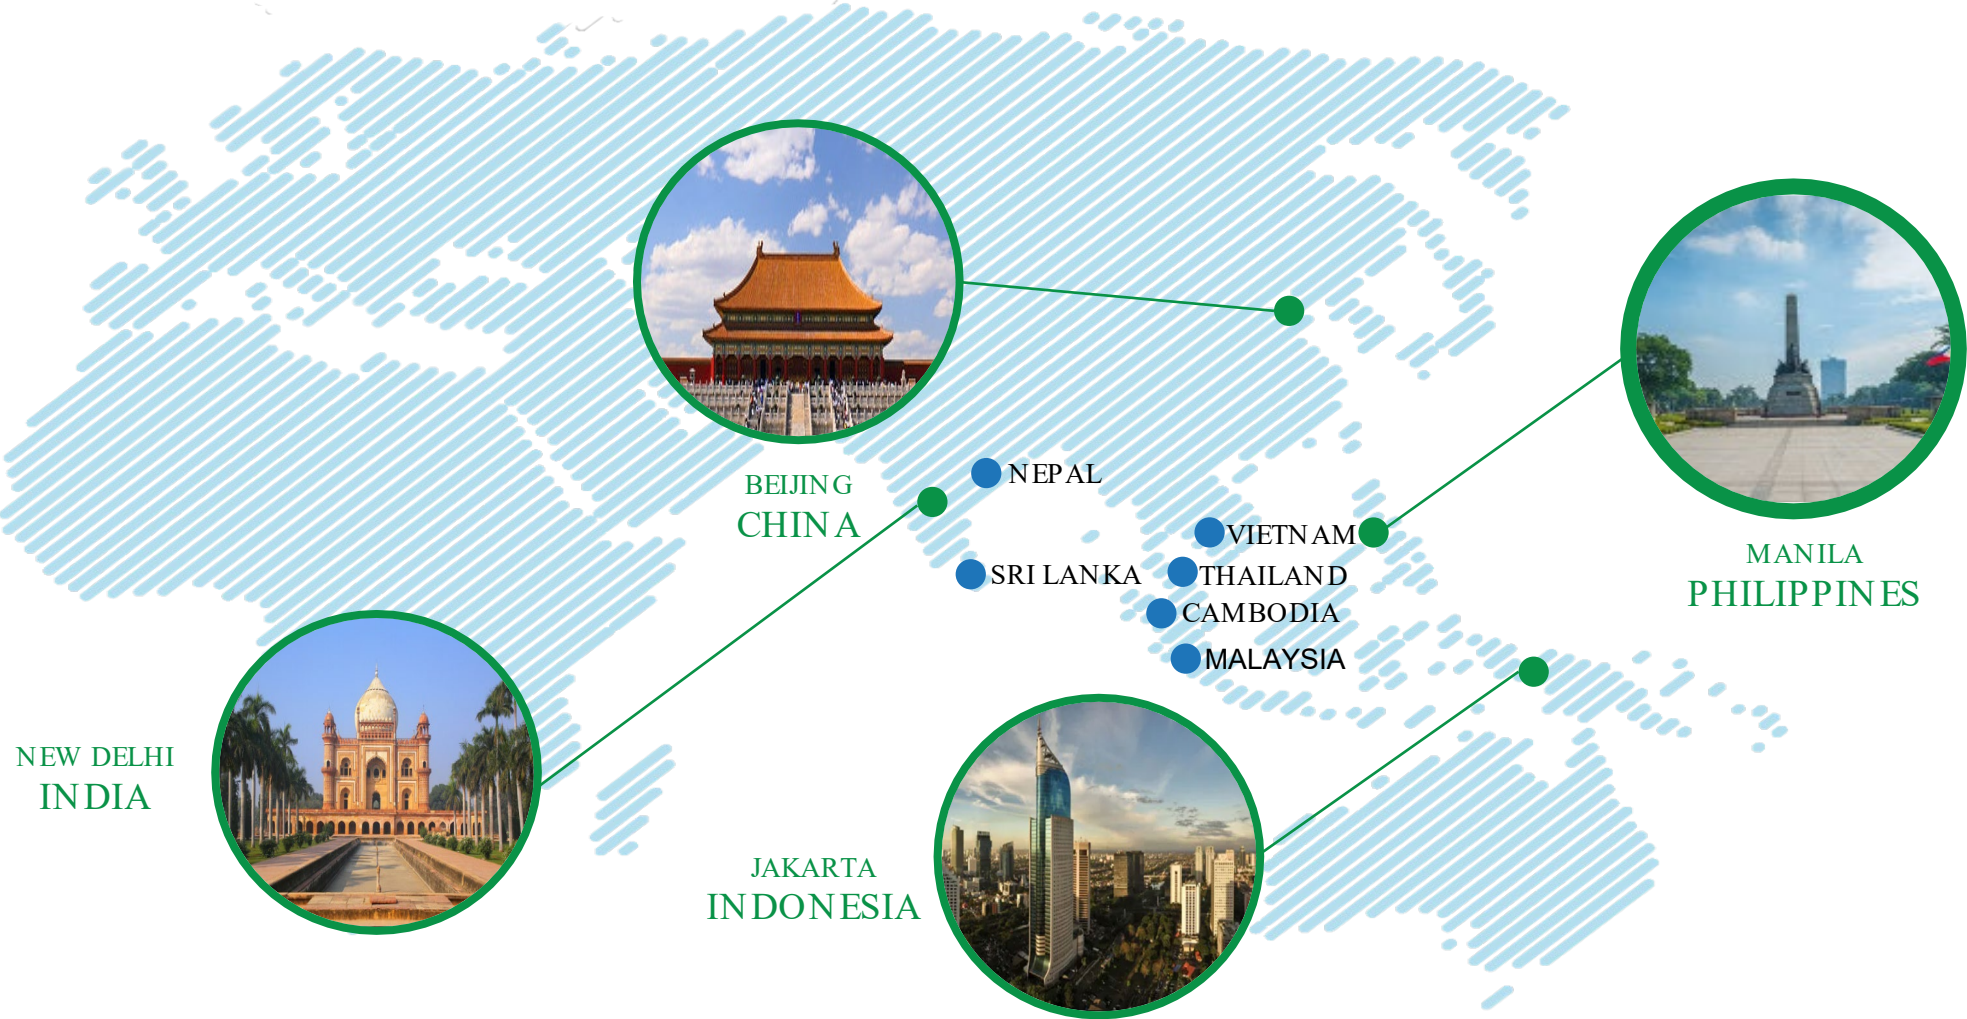 BEIJING
CHINA
NEPAL
VIETNAM
SRI LANKA
THAILAND
CAMBODIA
MALAYSIA
MANILA
PHILIPPINES
NEW DELHI
INDIA
JAKARTA
INDONESIA